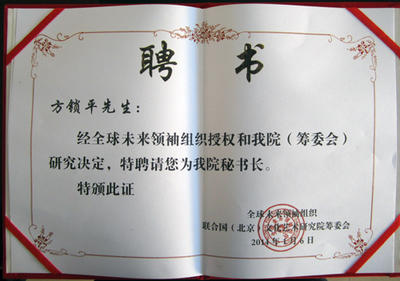 聘书
方锁平先生：
经全球未来领袖组织授权和我院（筹委会）
研究决定，特聘请您为我院秘书长。
特颁此证
全球未来领袖组织
联合国（北京）文化艺术研究院筹委会